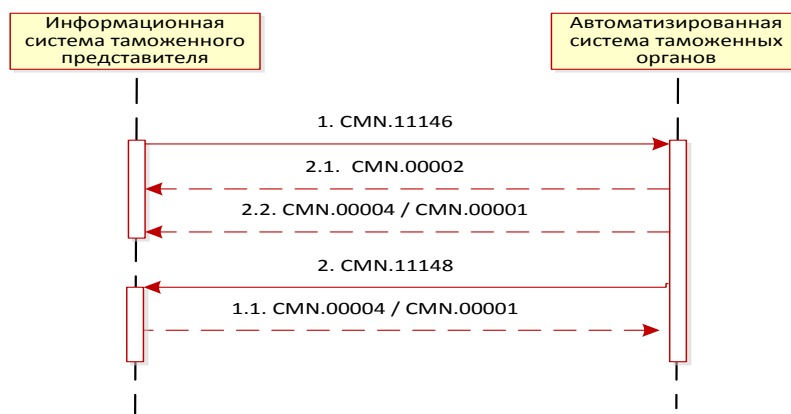 Информационная
система таможенного
представителя
Автоматизированная
система таможенных
органов
1. CMN.11146
2.1. CMN.00002
2.2. CMN.00004 / CMN.00001
2. CMN.11148
1.1. CMN.00004 / CMN.00001